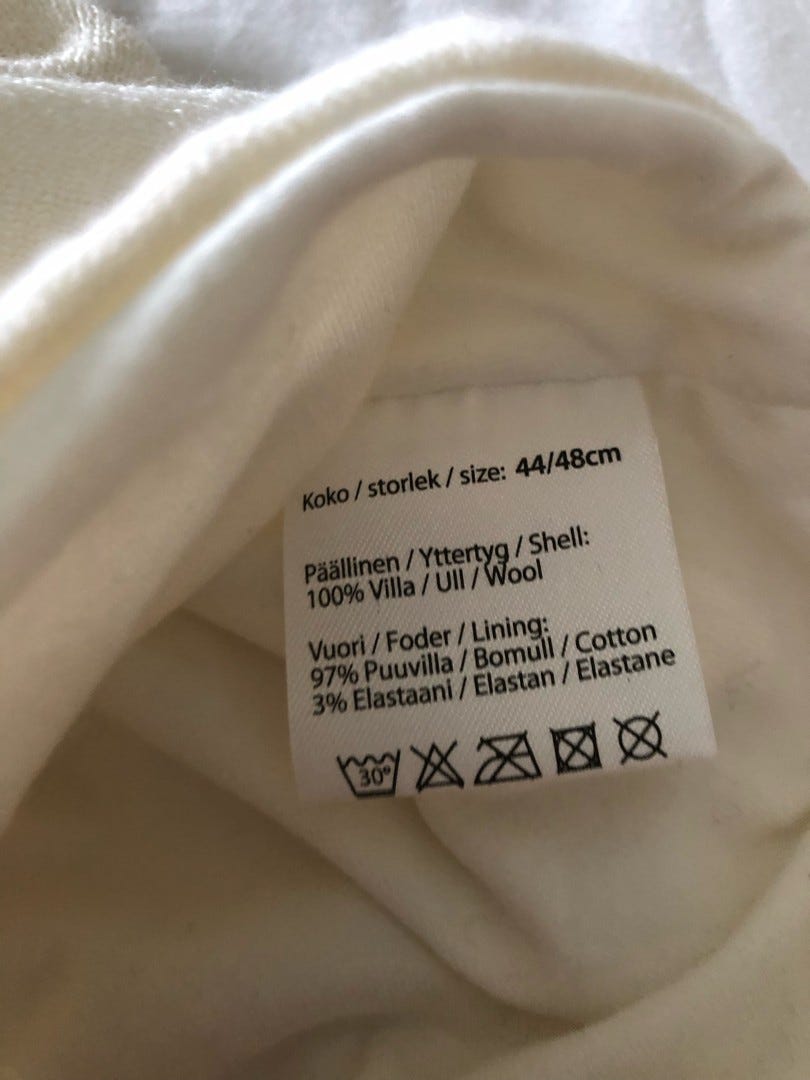 Koko / storlek / size: 44/48cm
Päällinen / Yttertyg / Shell:
100% Villa / Ull / Wool
Vuori / Foder / Lining:
97% Puuvilla / Bomull / Cotton
3% Elastaani / Elastan / Elastane
30°